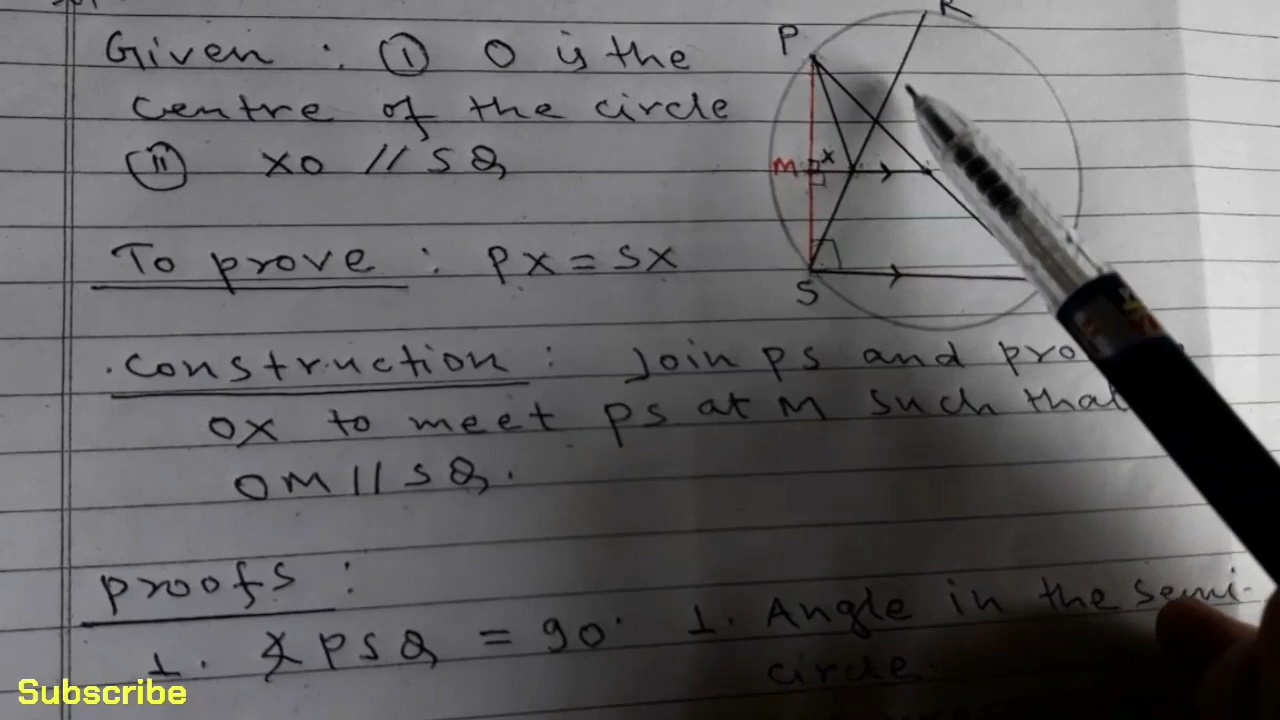 Given : (i) O is the
centre of the circle
(ii) XO // SQ
To prove : PX = SX
Construction : Join PS and
OX to meet PS at M such that
OM // SQ.
Proofs :
1. ∡PSQ = 90° 1. Angle in the semi-
circle.
P
R
M
X
S
Subscribe